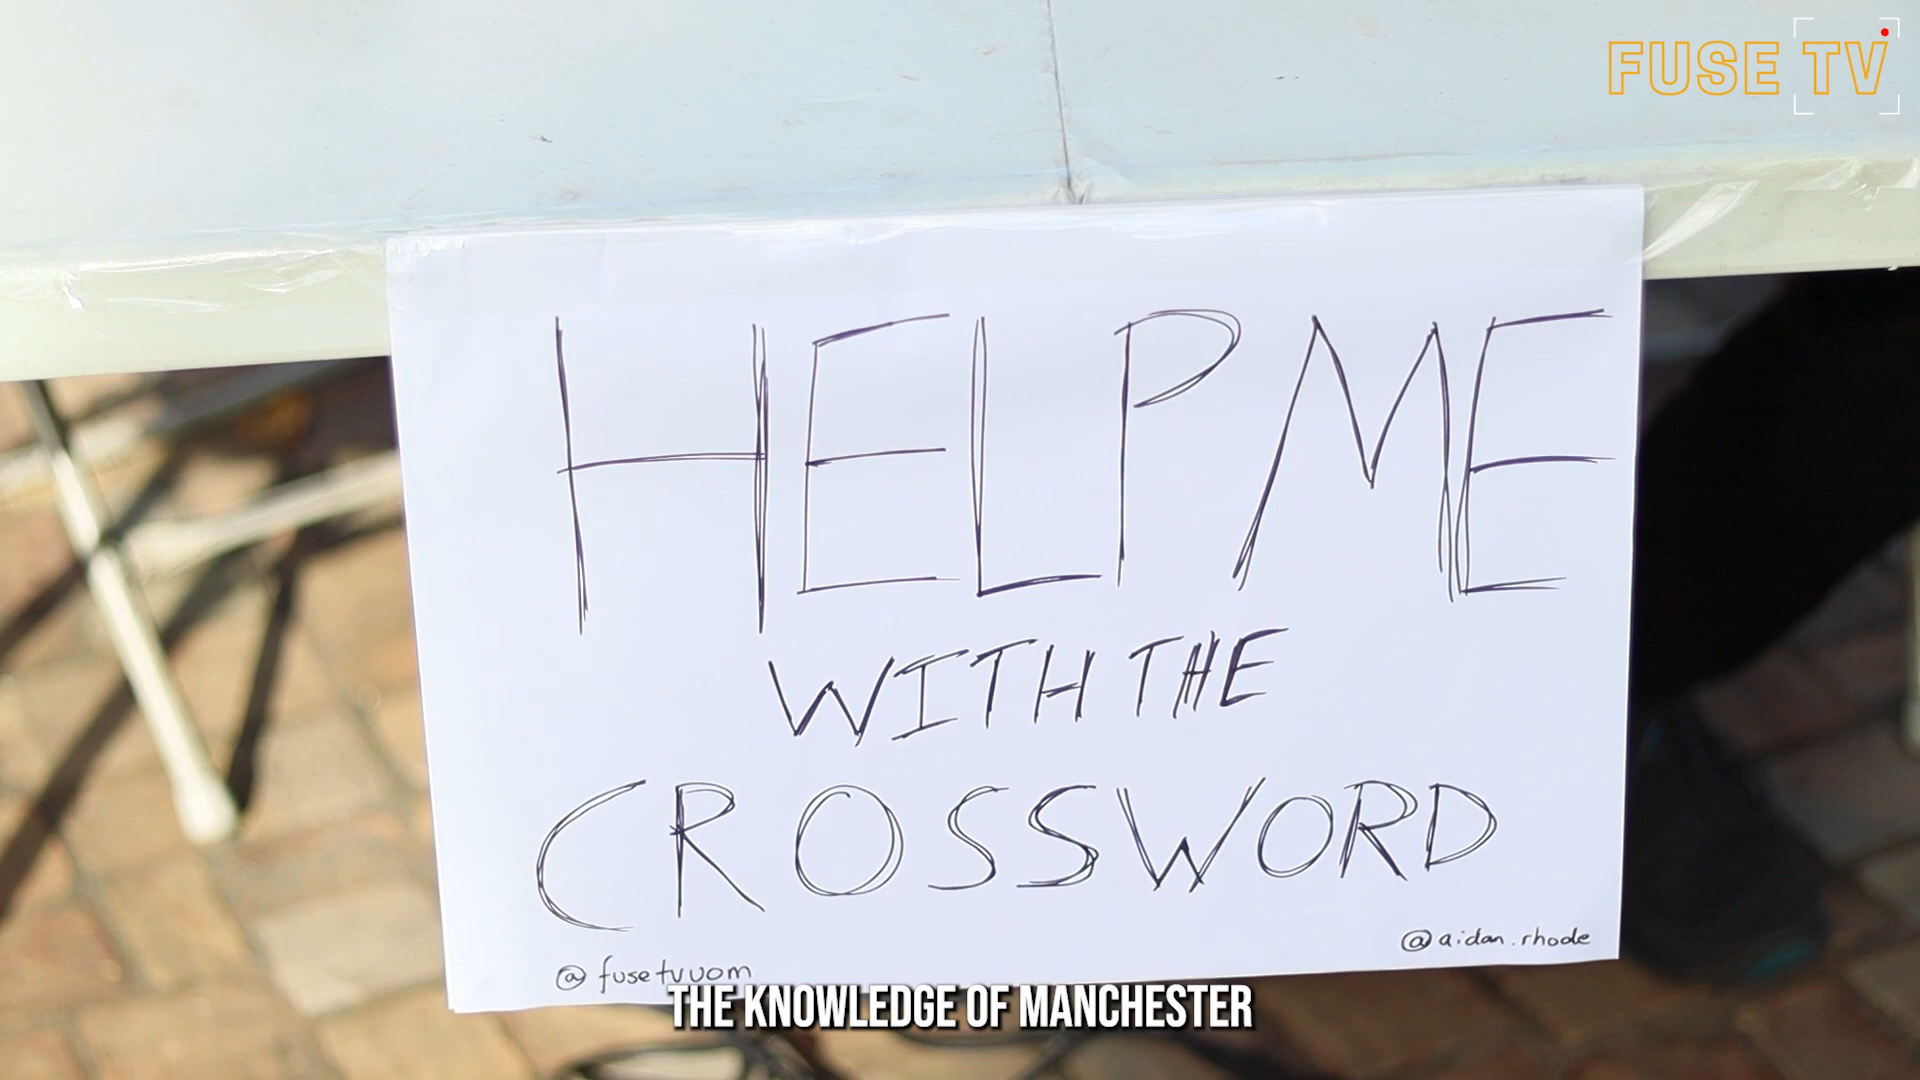 FUSE TV
HELP ME
WITH THE
CROSSWORD
@aidan.rhode
@fusetvuom
THE KNOWLEDGE OF MANCHESTER